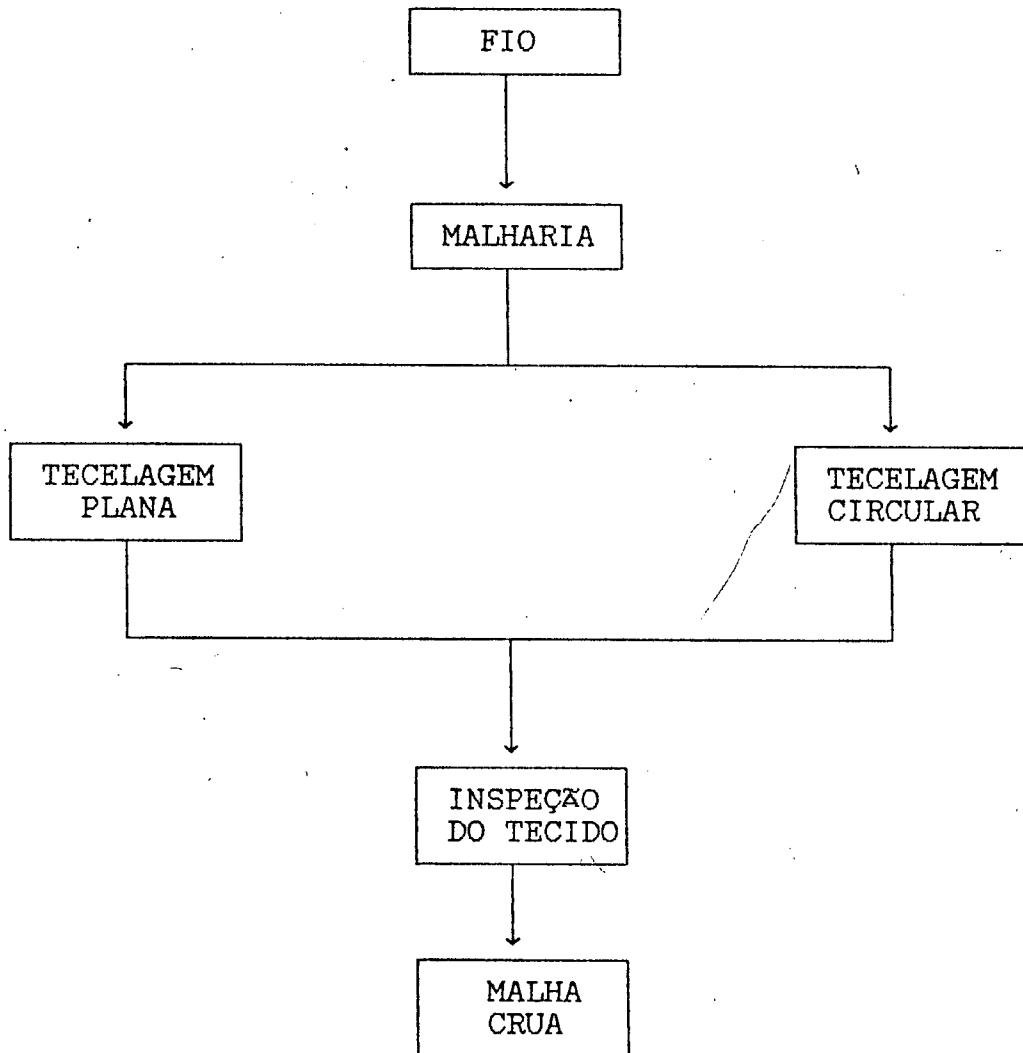 FIO
MALHARIA
TECELAGEM
PLANA
TECELAGEM
CIRCULAR
INSPEÇÃO
DO TECIDO
MALHA
CRUA